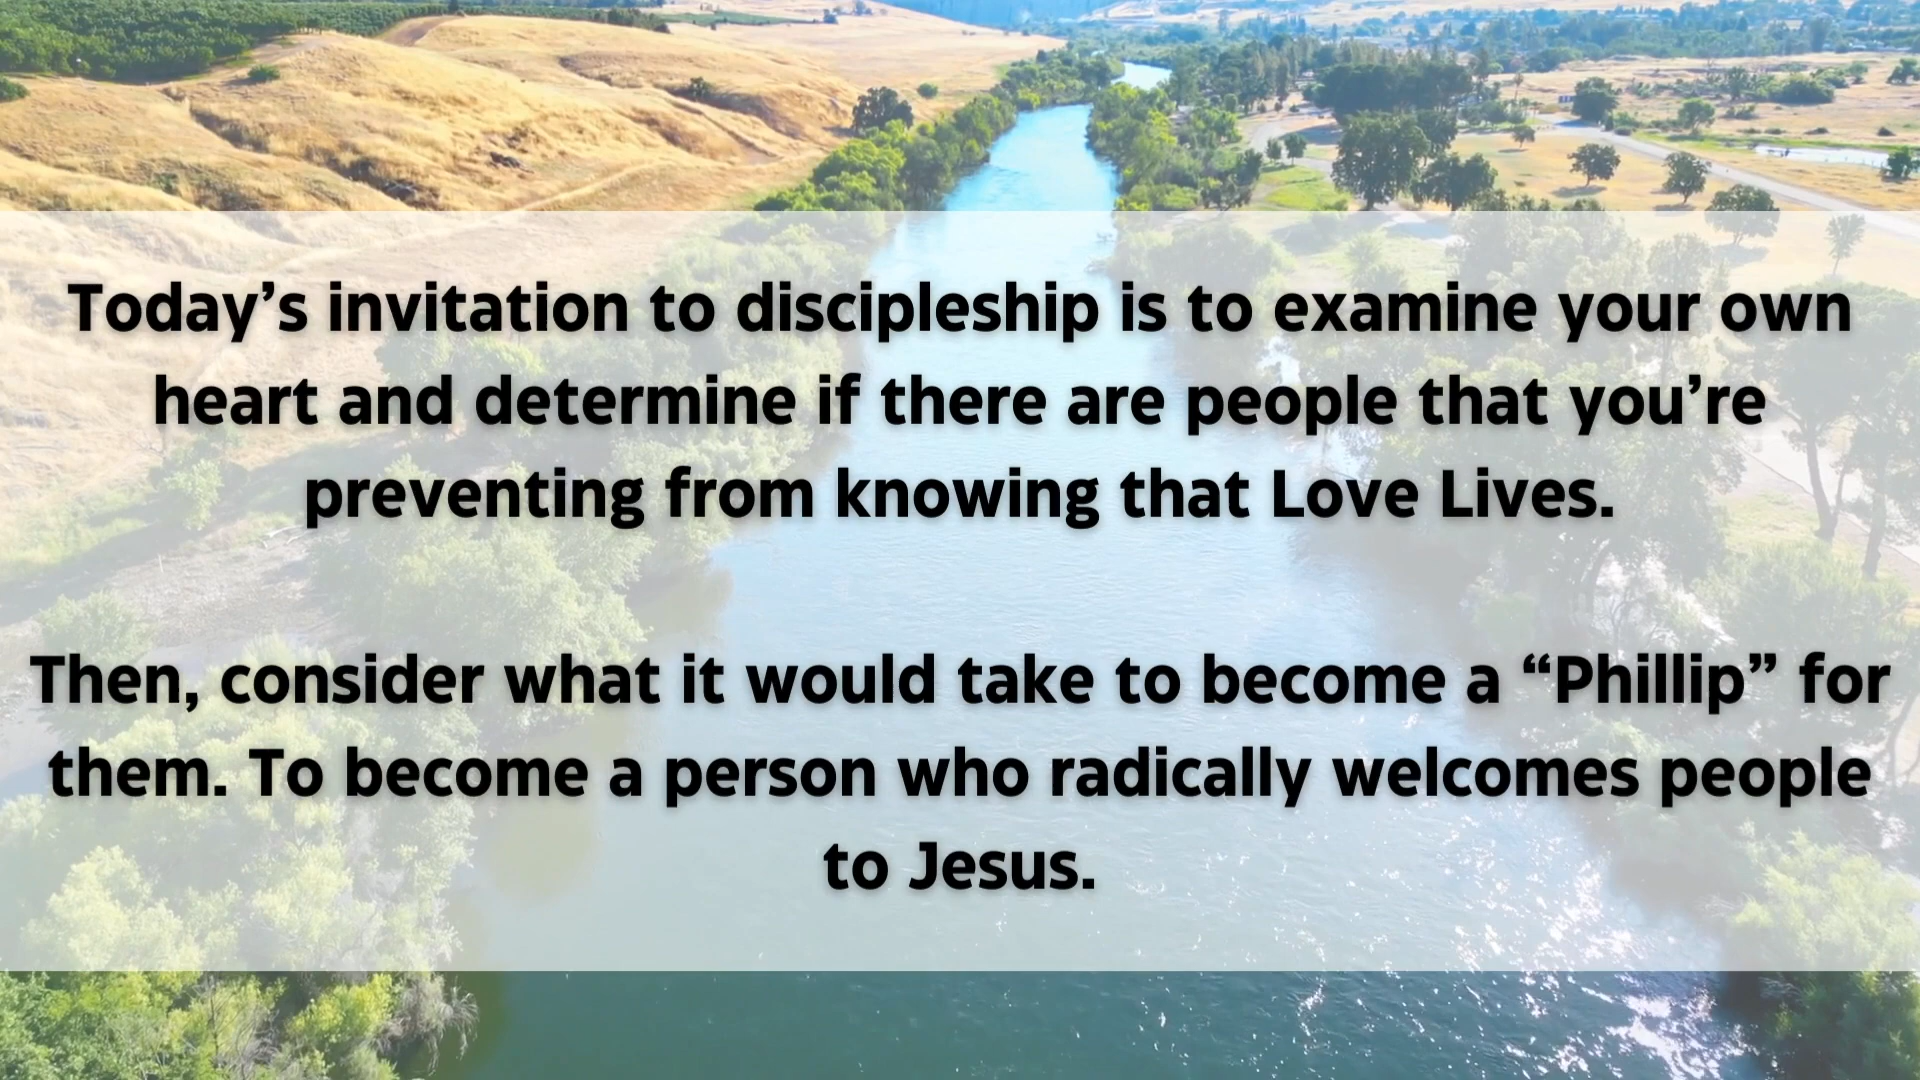 Today’s invitation to discipleship is to examine your own
heart and determine if there are people that you’re
preventing from knowing that Love Lives.
Then, consider what it would take to become a “Phillip” for
them. To become a person who radically welcomes people
to Jesus.